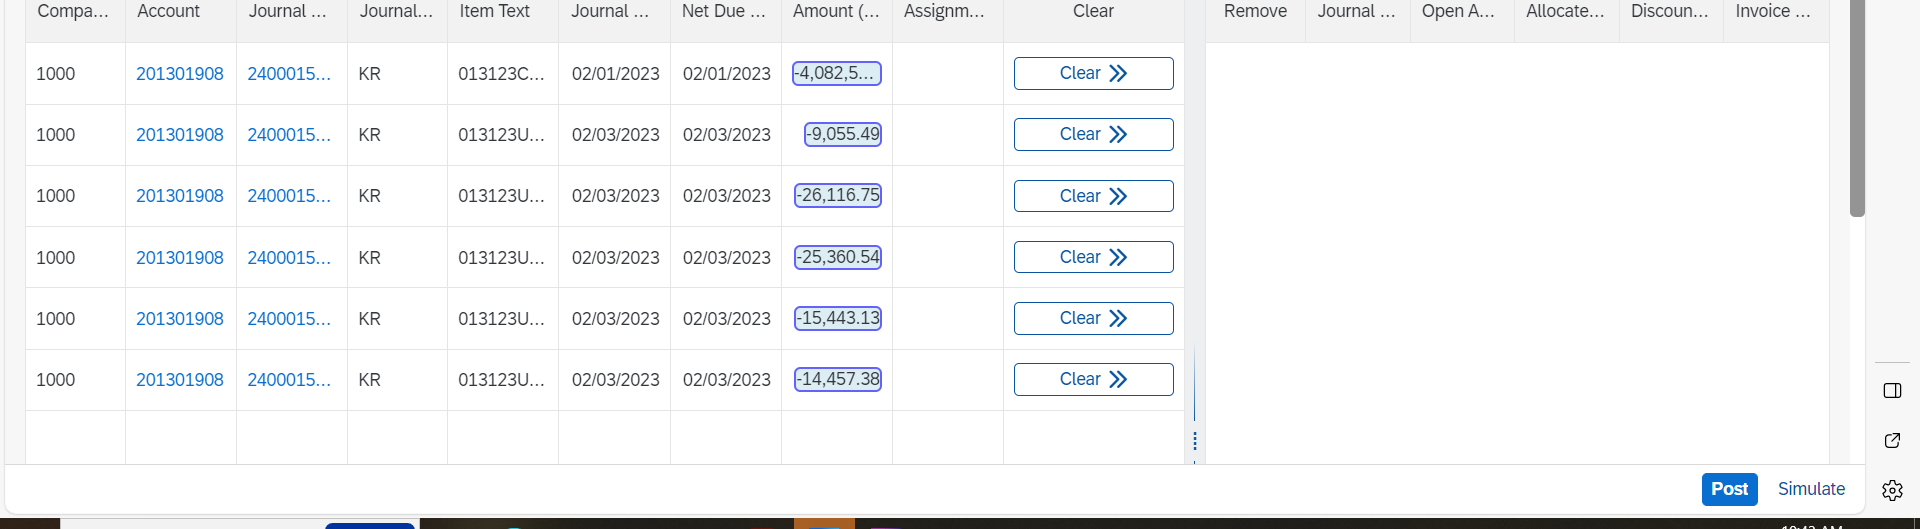 Compa... Account Journal ... Journal... Item Text Journal ... Net Due ... Amount (... Assignm... Clear Remove Journal ... Open A... Allocate... Discoun... Invoice ...
1000 201301908 2400015... KR 013123C... 02/01/2023 02/01/2023 -4,082,5... Clear
1000 201301908 2400015... KR 013123U... 02/03/2023 02/03/2023 -9,055.49 Clear
1000 201301908 2400015... KR 013123U... 02/03/2023 02/03/2023 -26,116.75 Clear
1000 201301908 2400015... KR 013123U... 02/03/2023 02/03/2023 -25,360.54 Clear
1000 201301908 2400015... KR 013123U... 02/03/2023 02/03/2023 -15,443.13 Clear
1000 201301908 2400015... KR 013123U... 02/03/2023 02/03/2023 -14,457.38 Clear
Post Simulate